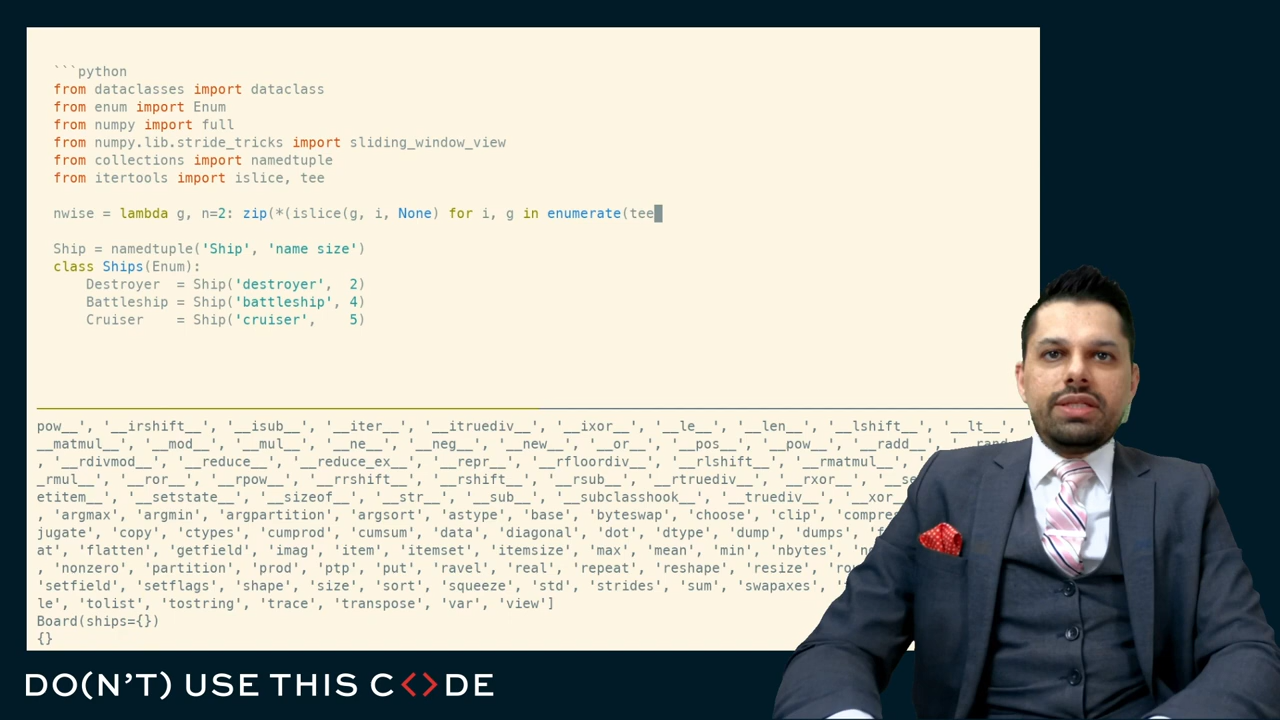 ```python
from dataclasses import dataclass
from enum import Enum
from numpy import full
from numpy.lib.stride_tricks import sliding_window_view
from collections import namedtuple
from itertools import islice, tee
nwise = lambda g, n=2: zip(*(islice(g, i, None) for i, g in enumerate(tee
Ship = namedtuple('Ship', 'name size')
class Ships(Enum):
    Destroyer  = Ship('destroyer',  2)
    Battleship = Ship('battleship', 4)
    Cruiser    = Ship('cruiser',    5)
pow__', '__irshift__', '__isub__', '__iter__', '__itruediv__', '__ixor__', '__le__', '__len__', '__lshift__', '__lt__', '
__matmul__', '__mod__', '__mul__', '__ne__', '__neg__', '__new__', '__or__', '__pos__', '__pow__', '__radd__', '__rand
, '__rdivmod__', '__reduce__', '__reduce_ex__', '__repr__', '__rfloordiv__', '__rlshift__', '__rmatmul__',
_rmul__', '__ror__', '__rpow__', '__rrshift__', '__rshift__', '__rsub__', '__rtruediv__', '__rxor__', '__se
etitem__', '__setstate__', '__sizeof__', '__str__', '__sub__', '__subclasshook__', '__truediv__', '__xor__
, 'argmax', 'argmin', 'argpartition', 'argsort', 'astype', 'base', 'byteswap', 'choose', 'clip', 'compres
jugate', 'copy', 'ctypes', 'cumprod', 'cumsum', 'data', 'diagonal', 'dot', 'dtype', 'dump', 'dumps', 'f
at', 'flatten', 'getfield', 'imag', 'item', 'itemset', 'itemsize', 'max', 'mean', 'min', 'nbytes',
, 'nonzero', 'partition', 'prod', 'ptp', 'put', 'ravel', 'real', 'repeat', 'reshape', 'resize',
'setfield', 'setflags', 'shape', 'size', 'sort', 'squeeze', 'std', 'strides', 'sum', 'swapaxes',
le', 'tolist', 'tostring', 'trace', 'transpose', 'var', 'view']
Board(ships={})
{}
DO(N'T) USE THIS C<>DE